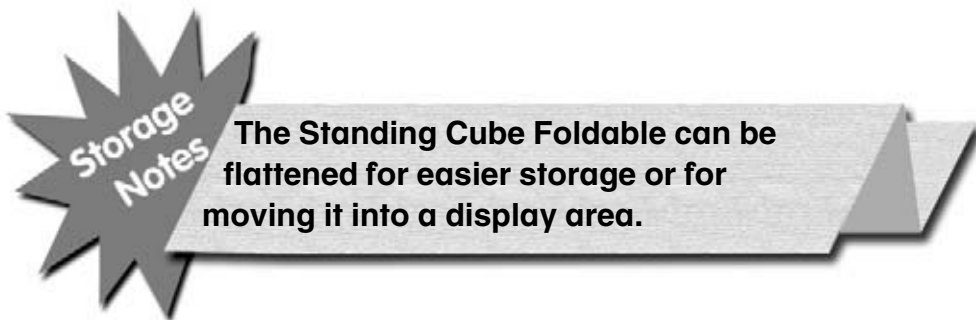 Storage
Notes
The Standing Cube Foldable can be
flattened for easier storage or for
moving it into a display area.